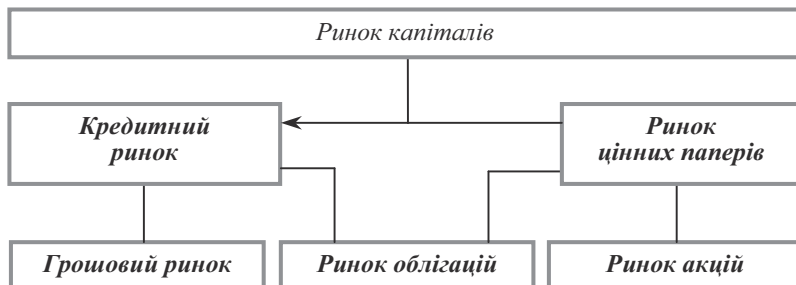 Ринок капіталів
Кредитний
ринок
Ринок
цінних паперів
Грошовий ринок
Ринок облігацій
Ринок акцій